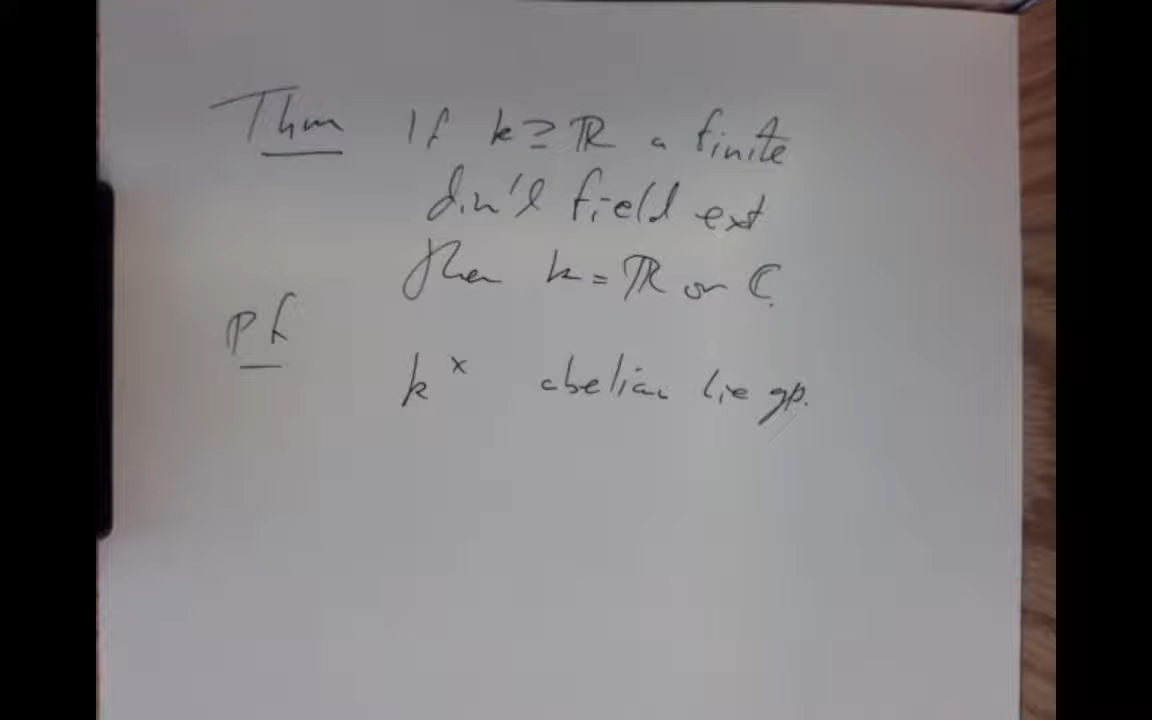 Thm If k ⊇ ℝ a finite
dim'l field ext
then k = ℝ or ℂ.
Pf
k^× abelian Lie gp.